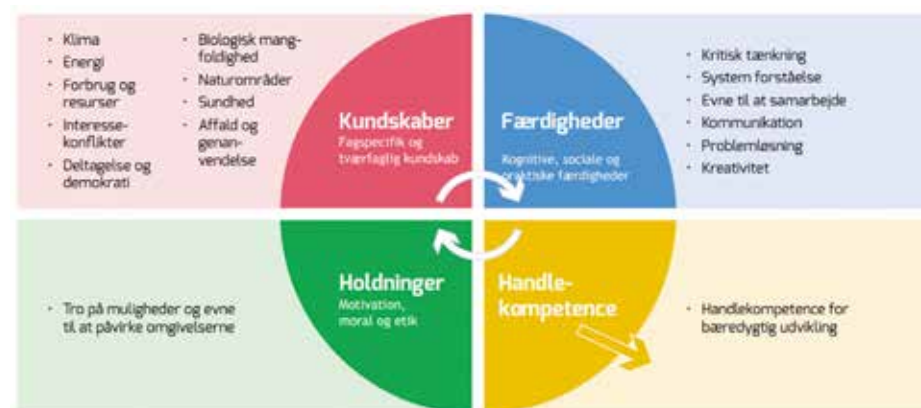 Klima
Energi
Forbrug og
resurser
Interesse-
konflikter
Deltagelse og
demokrati
Biologisk mang-
foldighed
Naturområder
Sundhed
Affald og
genan-
vendelse
Kundskaber
Fagspecifik og
tværfaglig kundskab
Færdigheder
Kognitive, sociale og
praktiske færdigheder
Kritisk tænkning
System forståelse
Evne til at samarbejde
Kommunikation
Problemløsning
Kreativitet
Tro på muligheder og evne
til at påvirke omgivelserne
Holdninger
Motivation,
moral og etik
Handle-
kompetence
Handlekompetence for
bæredygtig udvikling